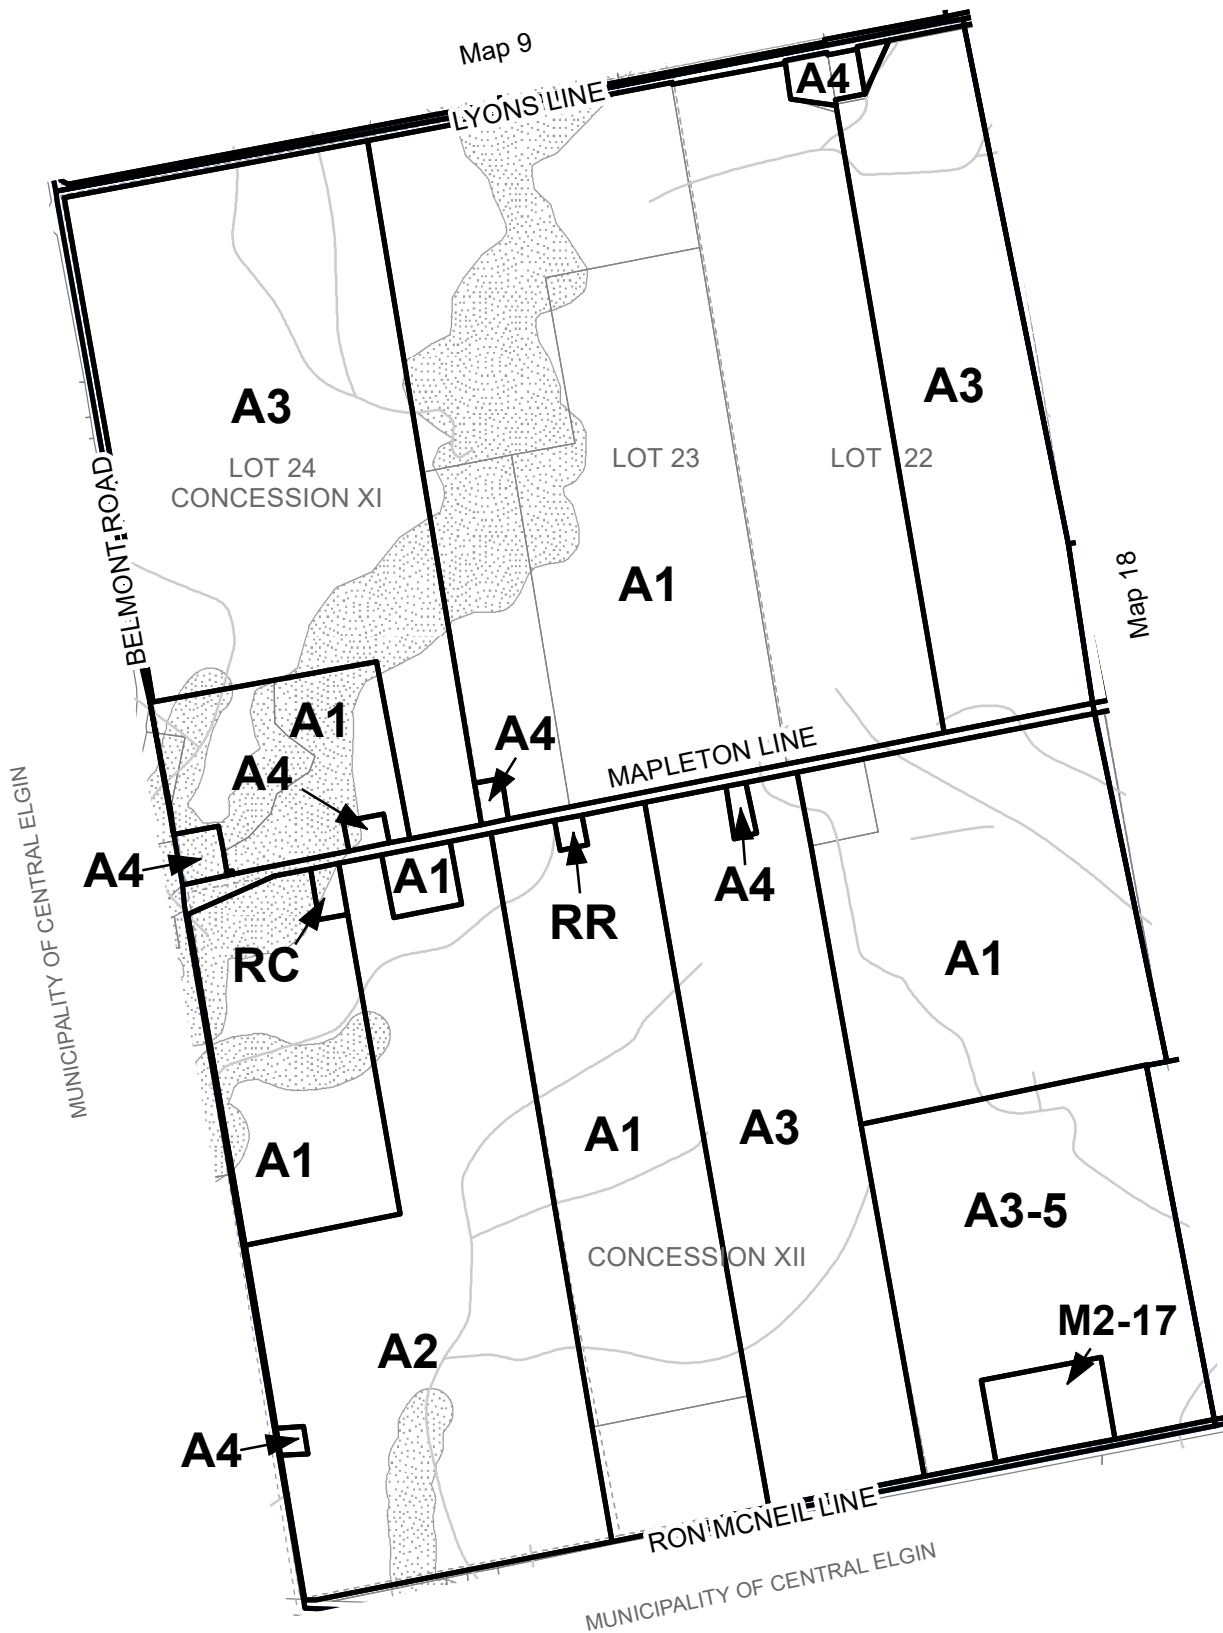 Map 9
LYONS LINE
A4
A3
A3
LOT 24
CONCESSION XI
LOT 23
LOT 22
BELMONT ROAD
A1
Map 18
A1
A4
A4
MAPLETON LINE
A4
A1
A4
RR
RC
MUNICIPALITY OF CENTRAL ELGIN
A1
A1
A3
A1
A3-5
CONCESSION XII
M2-17
A2
A4
RON MCNEIL LINE
MUNICIPALITY OF CENTRAL ELGIN